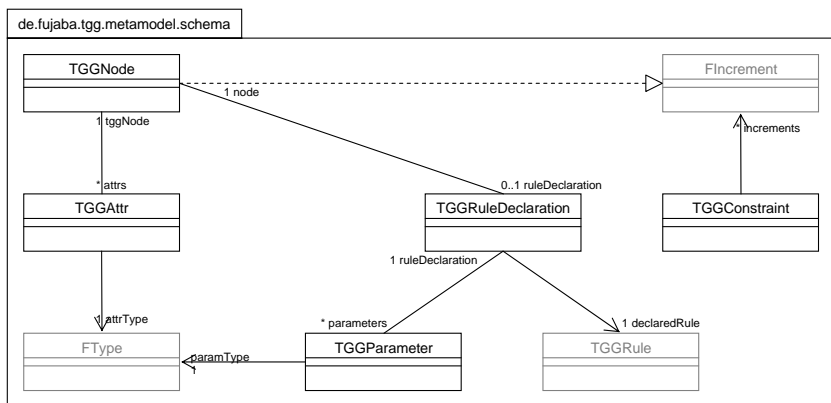 de.fujaba.tgg.metamodel.schema
TGGNode
FIncrement
1 node
1 tggNode
* increments
* attrs
0..1 ruleDeclaration
TGGAttr
TGGRuleDeclaration
TGGConstraint
1 ruleDeclaration
1 attrType
* parameters
1 declaredRule
FType
paramType
1
TGGParameter
TGGRule